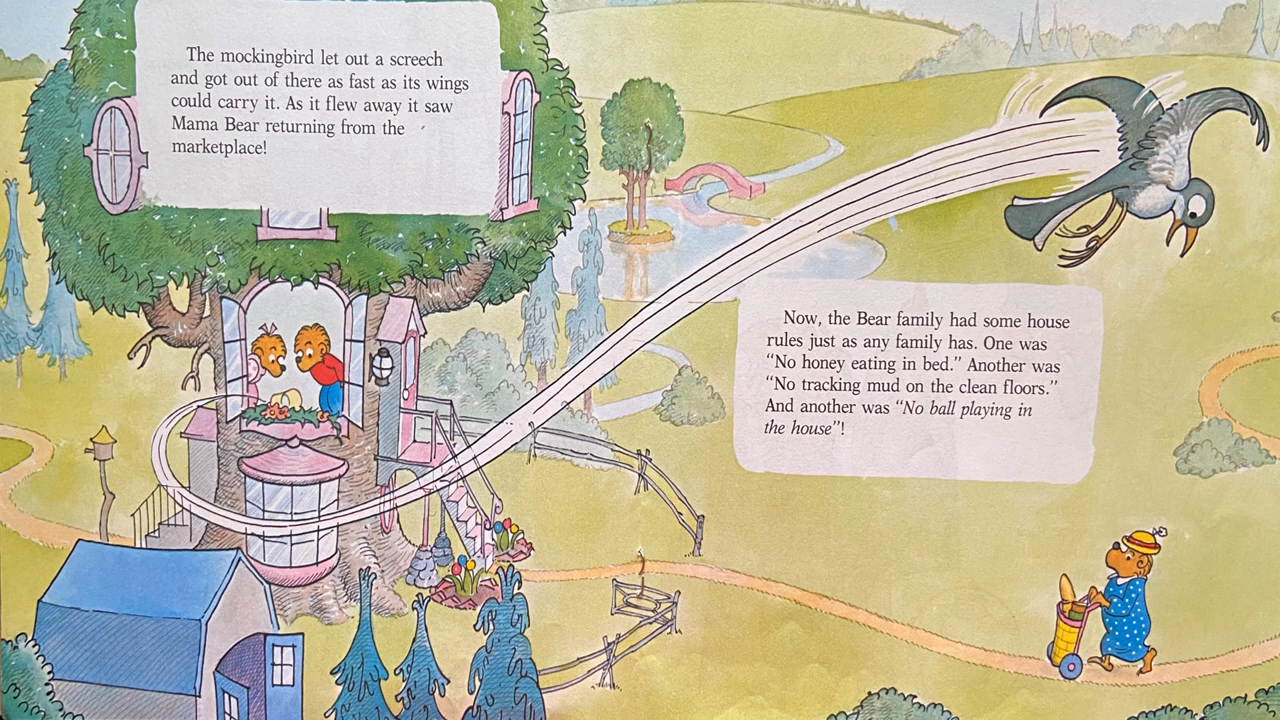 The mockingbird let out a screech
and got out of there as fast as its wings
could carry it. As it flew away it saw
Mama Bear returning from the
marketplace!
Now, the Bear family had some house
rules just as any family has. One was
“No honey eating in bed.” Another was
“No tracking mud on the clean floors.”
And another was “No ball playing in
the house”!